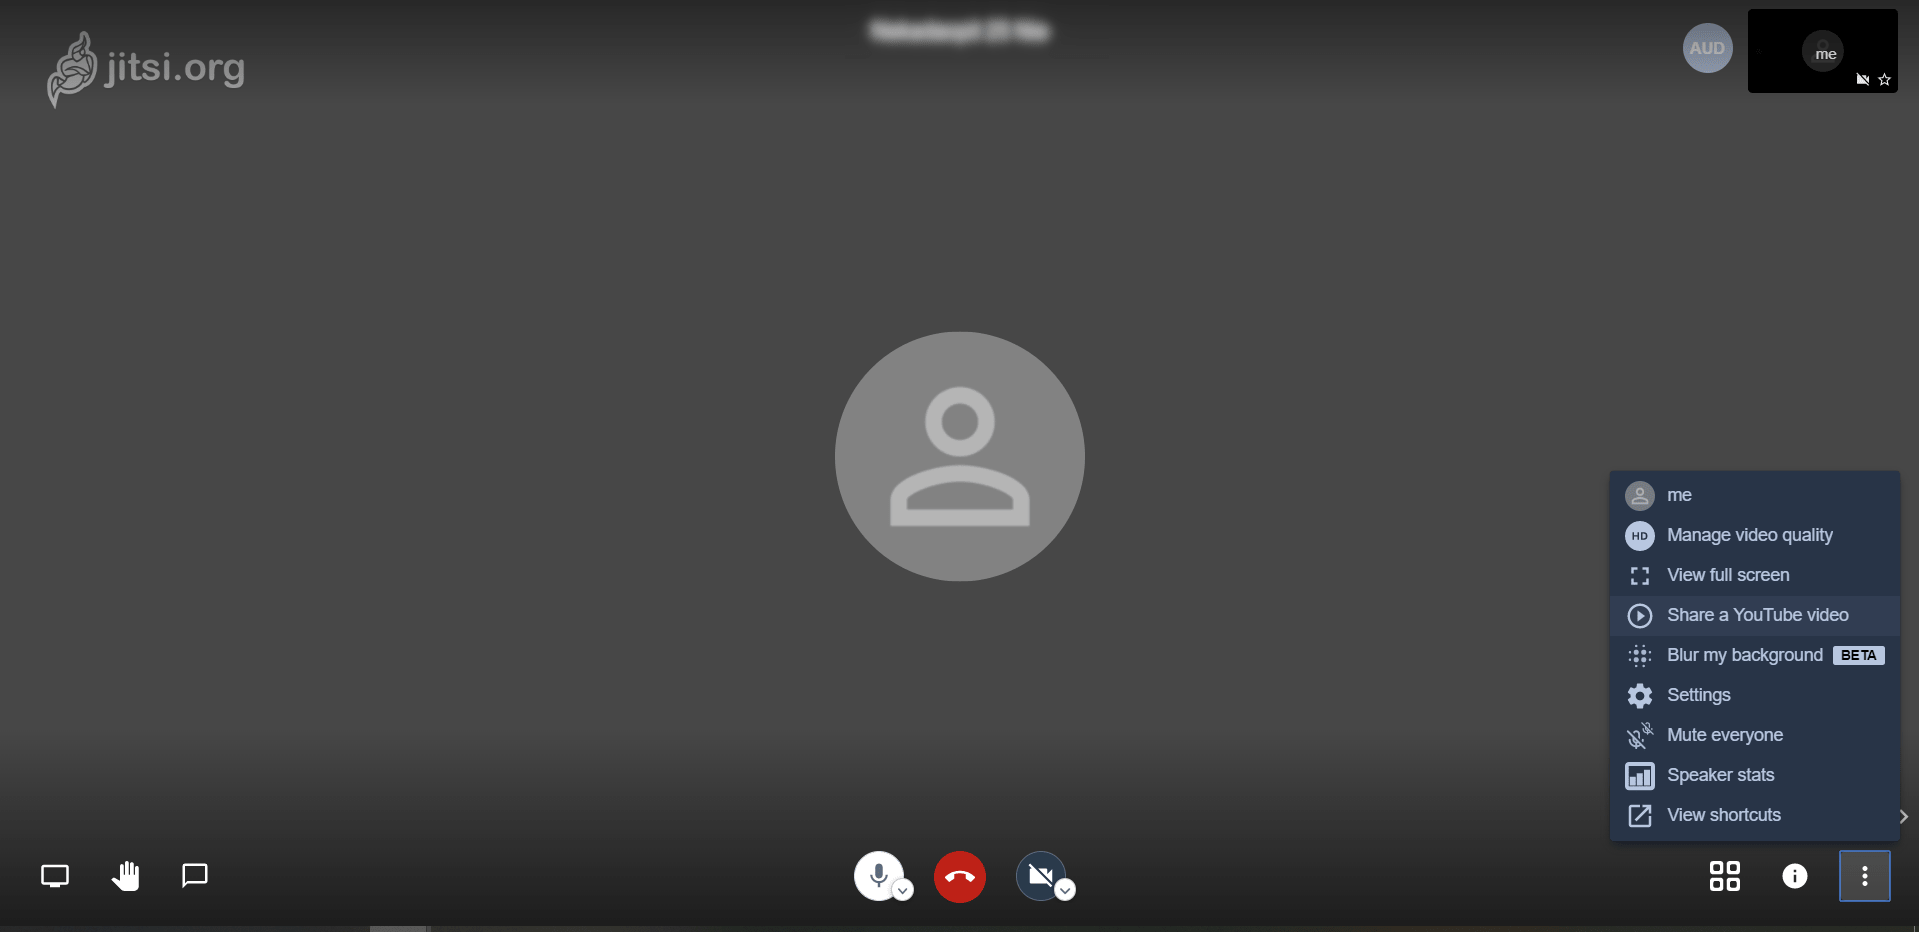 jitsi.org
AUD
me
me
HD Manage video quality
View full screen
Share a YouTube video
Blur my background BETA
Settings
Mute everyone
Speaker stats
View shortcuts